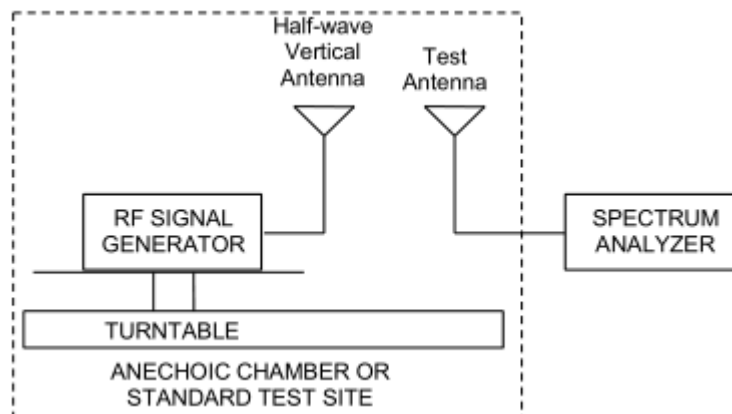 Half-wave
Vertical
Antenna
Test
Antenna
RF SIGNAL
GENERATOR
SPECTRUM
ANALYZER
TURNTABLE
ANECHOIC CHAMBER OR
STANDARD TEST SITE